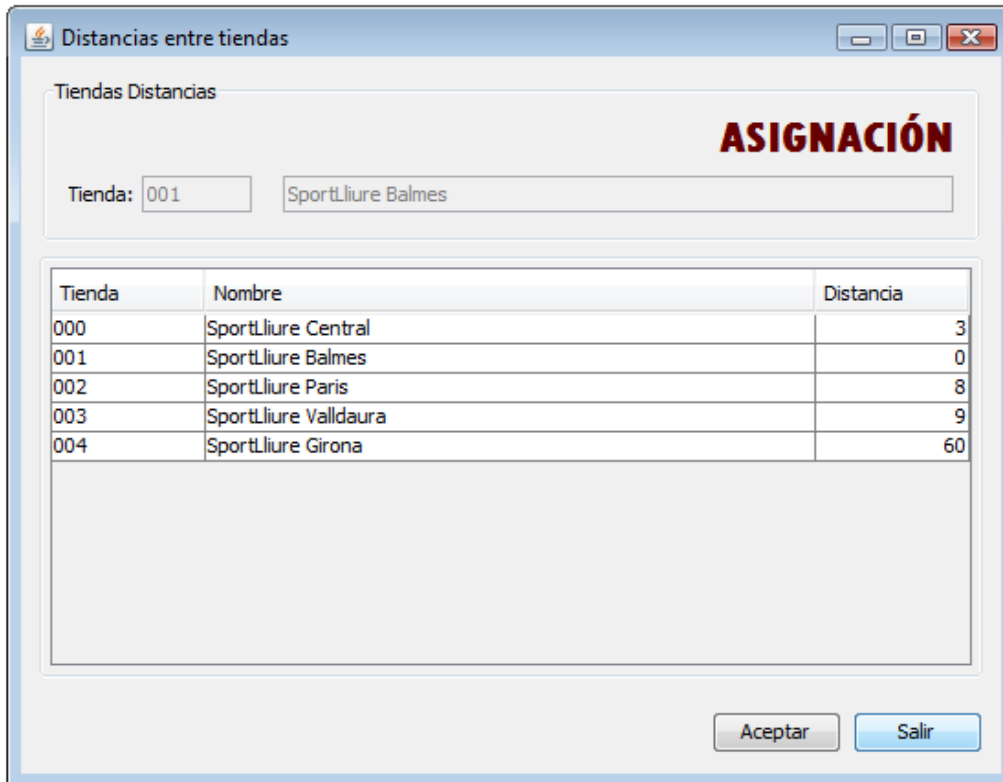 Distancias entre tiendas
Tiendas Distancias
ASIGNACIÓN
Tienda: 001 SportLliure Balmes
Tienda Nombre Distancia
000 SportLliure Central 3
001 SportLliure Balmes 0
002 SportLliure Paris 8
003 SportLliure Valldaura 9
004 SportLliure Girona 60
Aceptar Salir